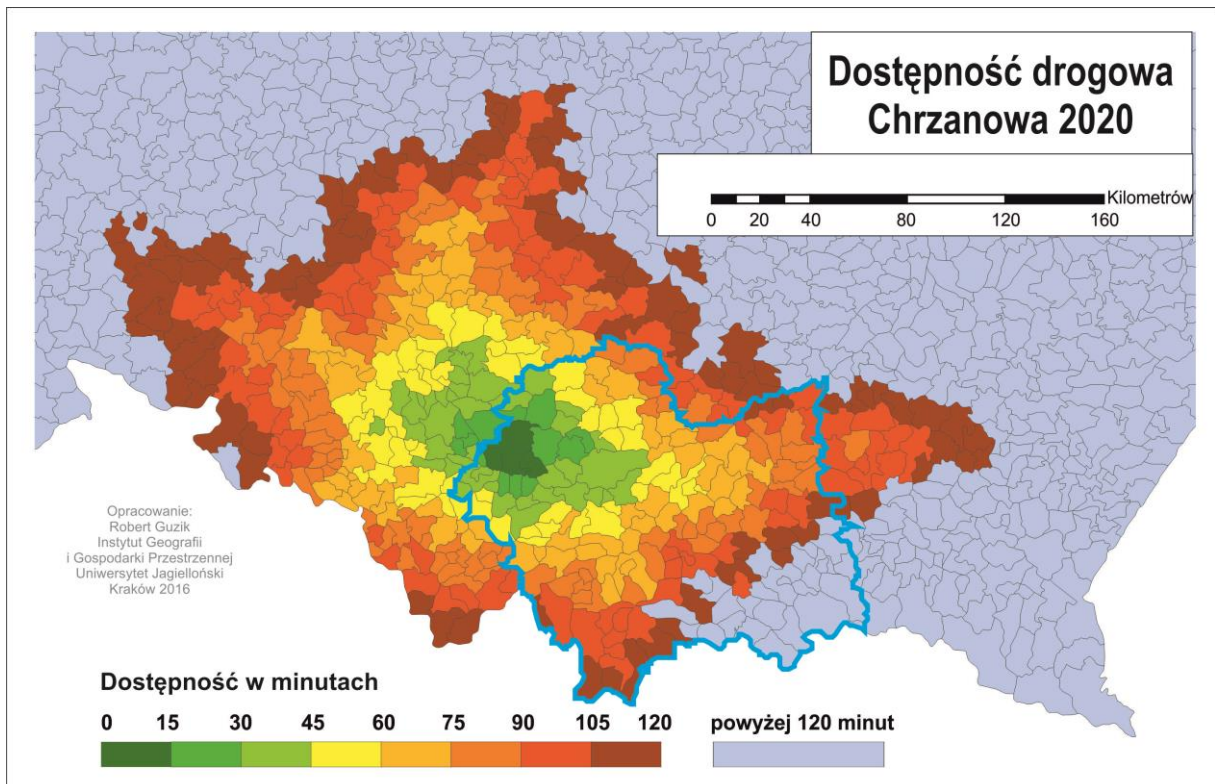 Dostępność drogowa
Chrzanowa 2020
Kilometrów
0 20 40 80 120 160
Opracowanie:
Robert Guzik
Instytut Geografii
i Gospodarki Przestrzennej
Uniwersytet Jagielloński
Kraków 2016
Dostępność w minutach
0 15 30 45 60 75 90 105 120
powyżej 120 minut